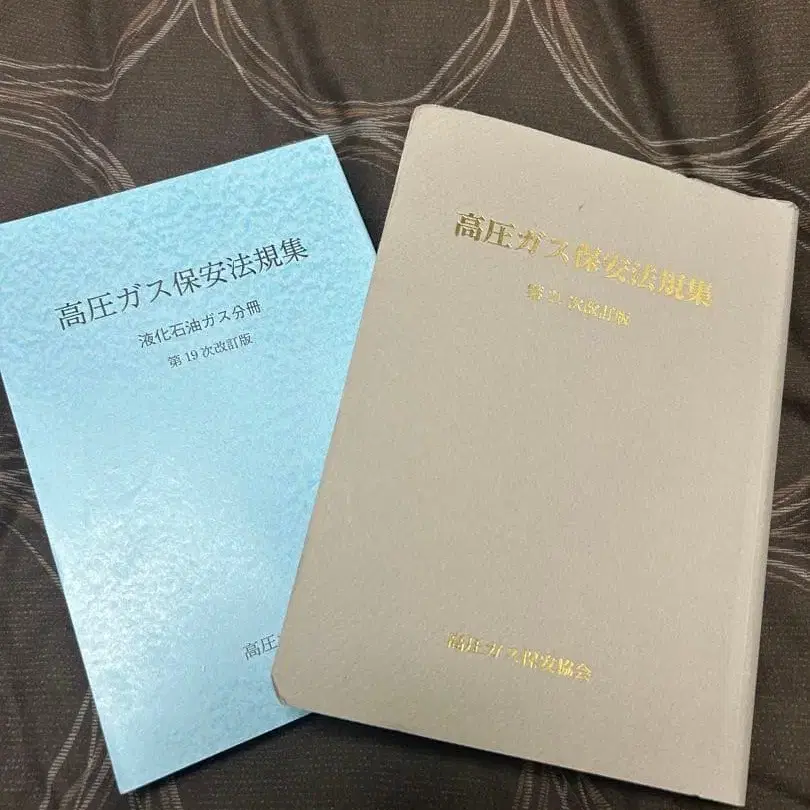 高圧ガス保安法規集
液化石油ガス分冊
第19次改訂版
高圧
高圧ガス保安法規集
次改訂版
高圧ガス保安協会